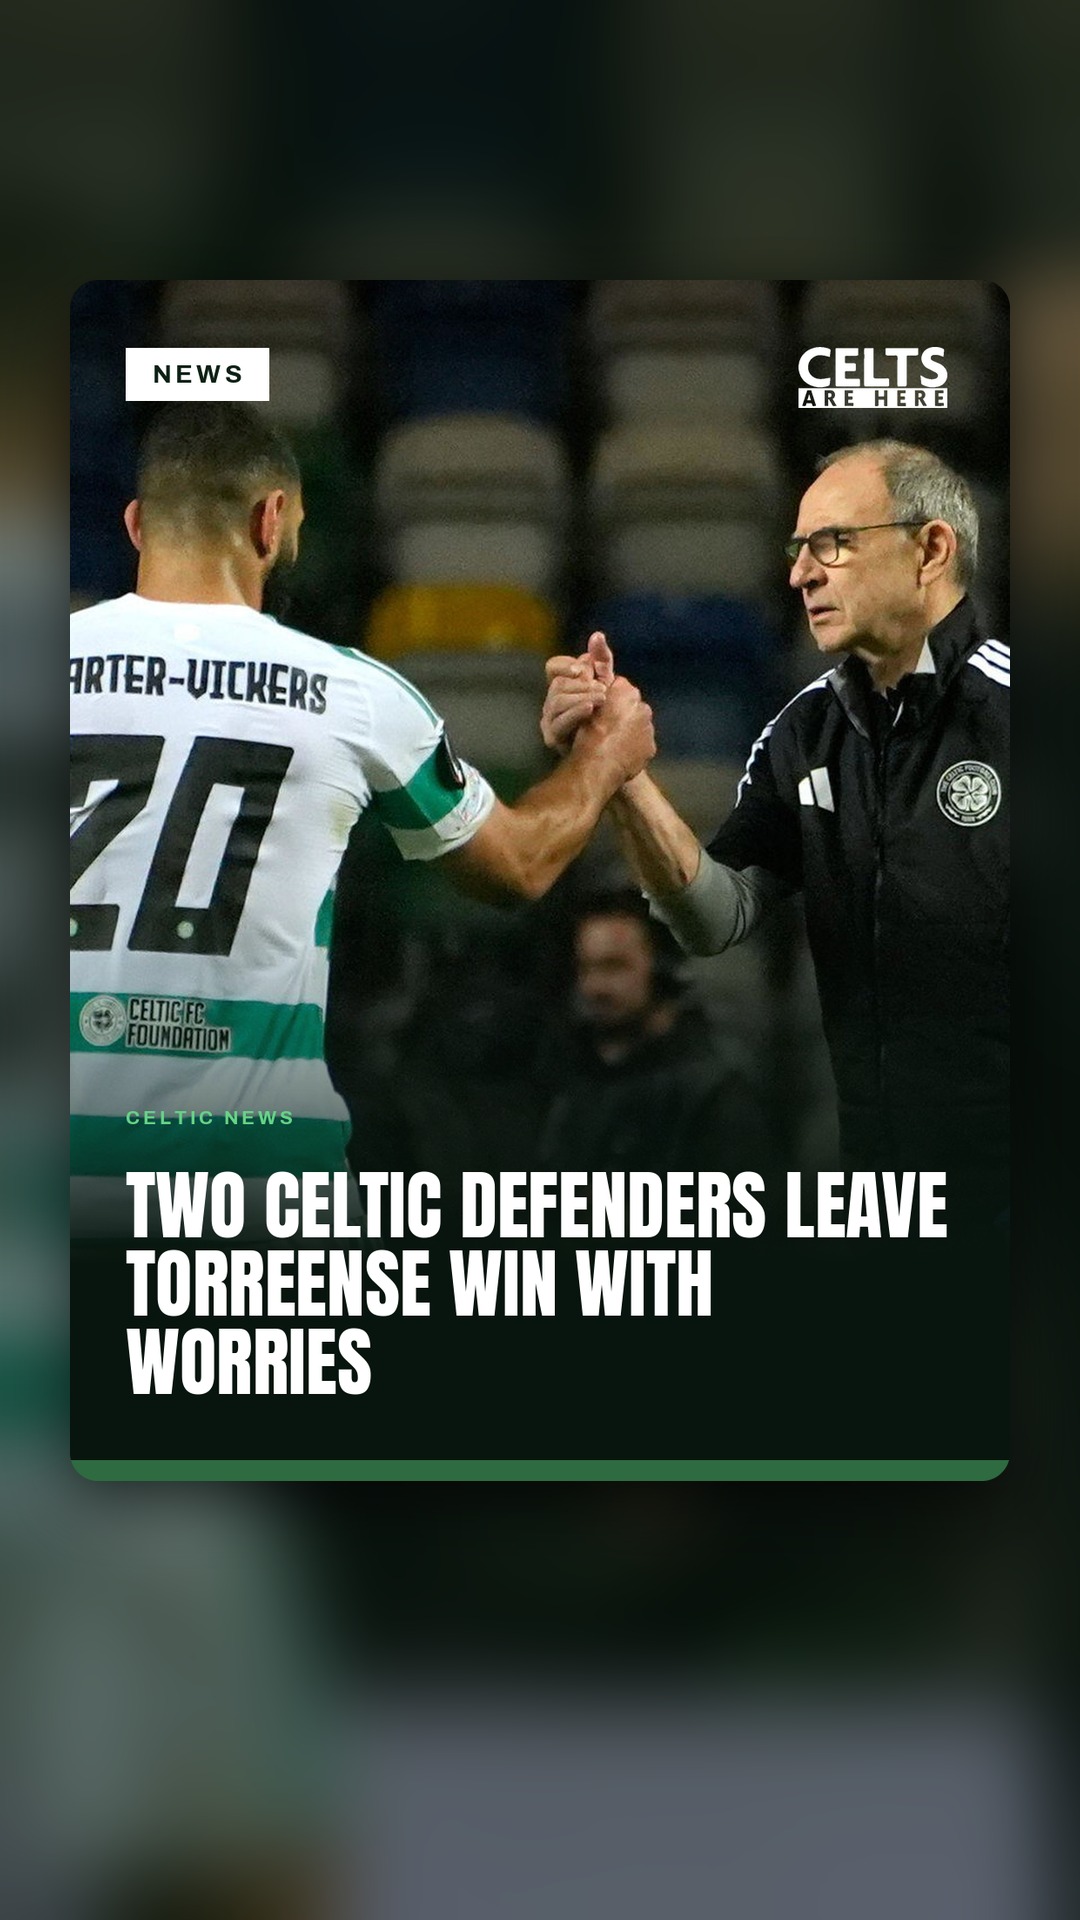 NEWS
CELTS
ARE HERE
ARTER-VICKERS
20
CELTIC FC
FOUNDATION
CELTIC NEWS
TWO CELTIC DEFENDERS LEAVE
TORREENSE WIN WITH
WORRIES